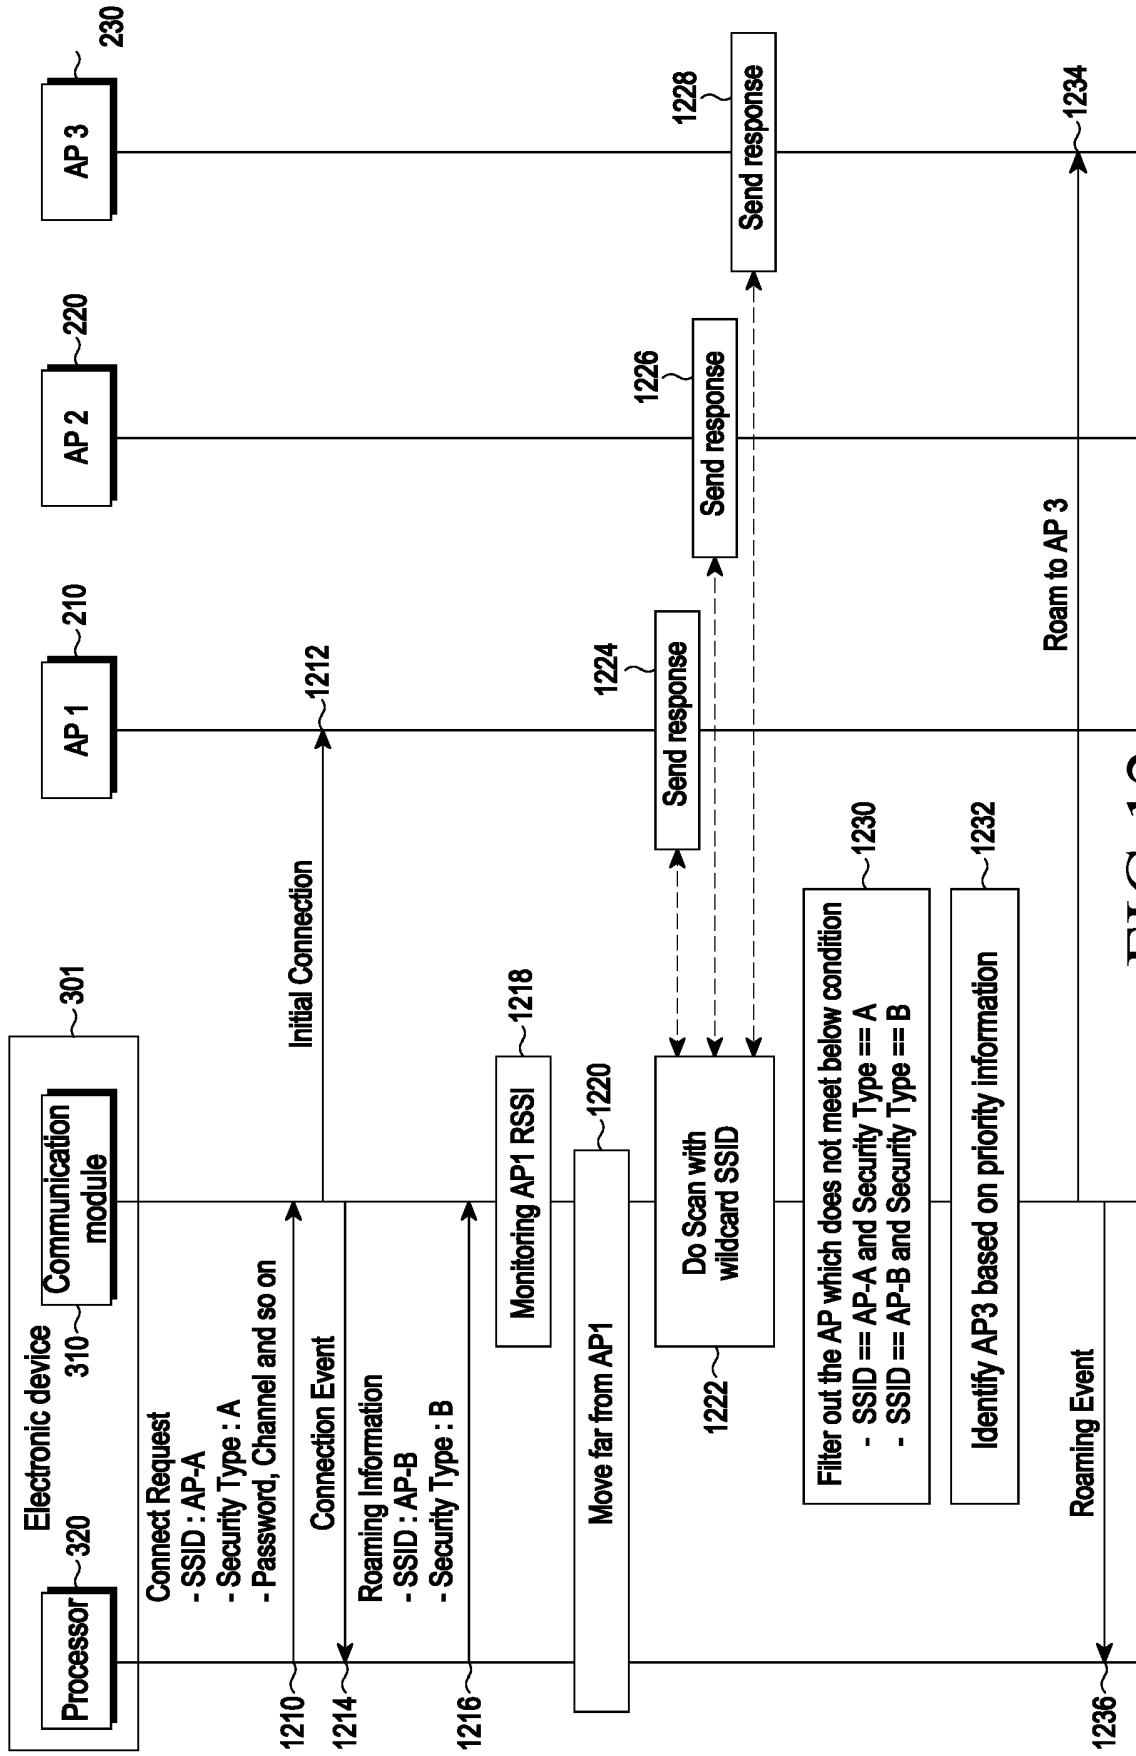 Electronic device
301
Processor
320
Communication
module
310
AP 1
210
AP 2
220
AP 3
230
Connect Request
- SSID : AP-A
- Security Type : A
- Password, Channel and so on
1210
Initial Connection
1212
Connection Event
1214
Roaming Information
- SSID : AP-B
- Security Type : B
1216
Monitoring AP1 RSSI
1218
Move far from AP1
1220
Do Scan with
wildcard SSID
1222
Send response
1224
Send response
1226
Send response
1228
Filter out the AP which does not meet below condition
- SSID == AP-A and Security Type == A
- SSID == AP-B and Security Type == B
1230
Identify AP3 based on priority information
1232
Roam to AP 3
1234
Roaming Event
1236